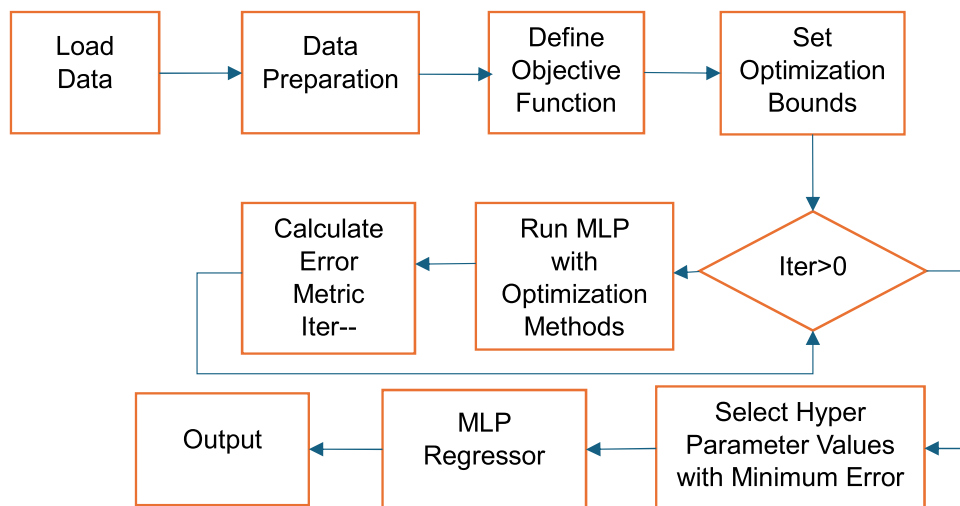 Load
Data
Data
Preparation
Define
Objective
Function
Set
Optimization
Bounds
Iter>0
Run MLP
with
Optimization
Methods
Calculate
Error
Metric
Iter--
Select Hyper
Parameter Values
with Minimum Error
MLP
Regressor
Output